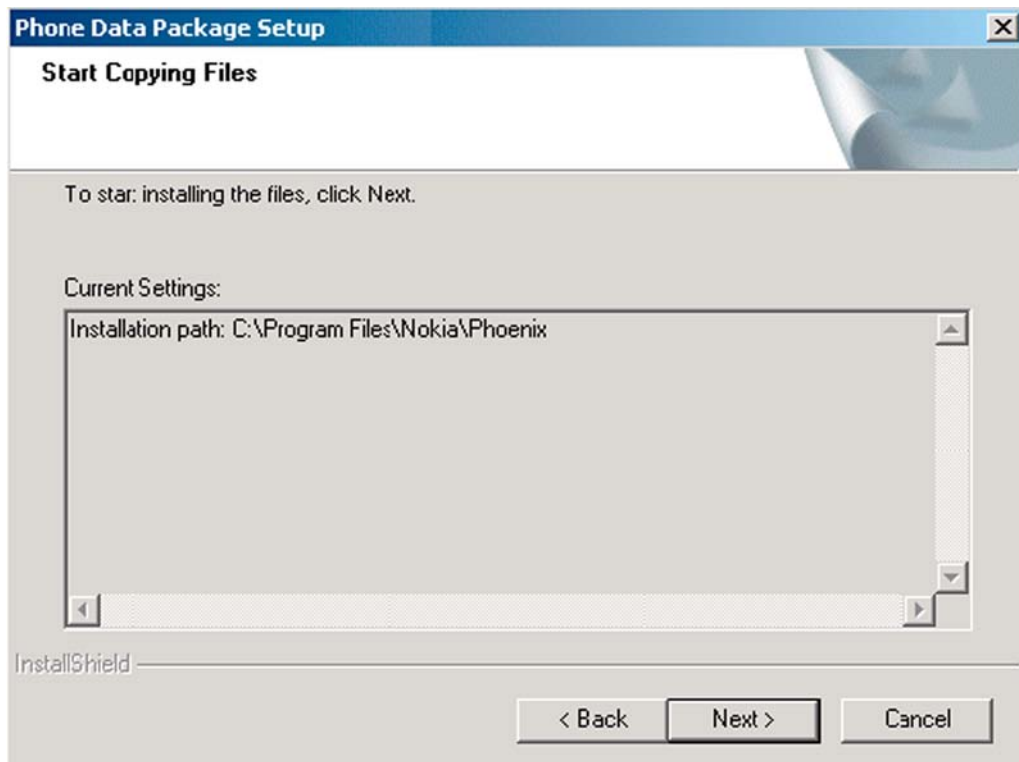 Phone Data Package Setup
Start Copying Files
To star: installing the files, click Next.
Current Settings:
Installation path: C:\Program Files\Nokia\Phoenix
InstallShield
< Back Next > Cancel